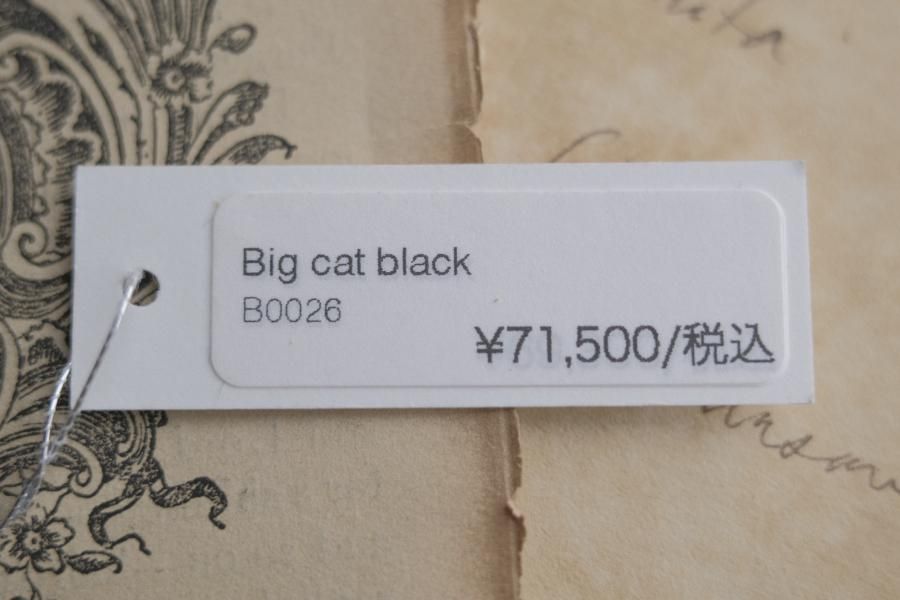 Big cat black
B0026
¥71,500/税込